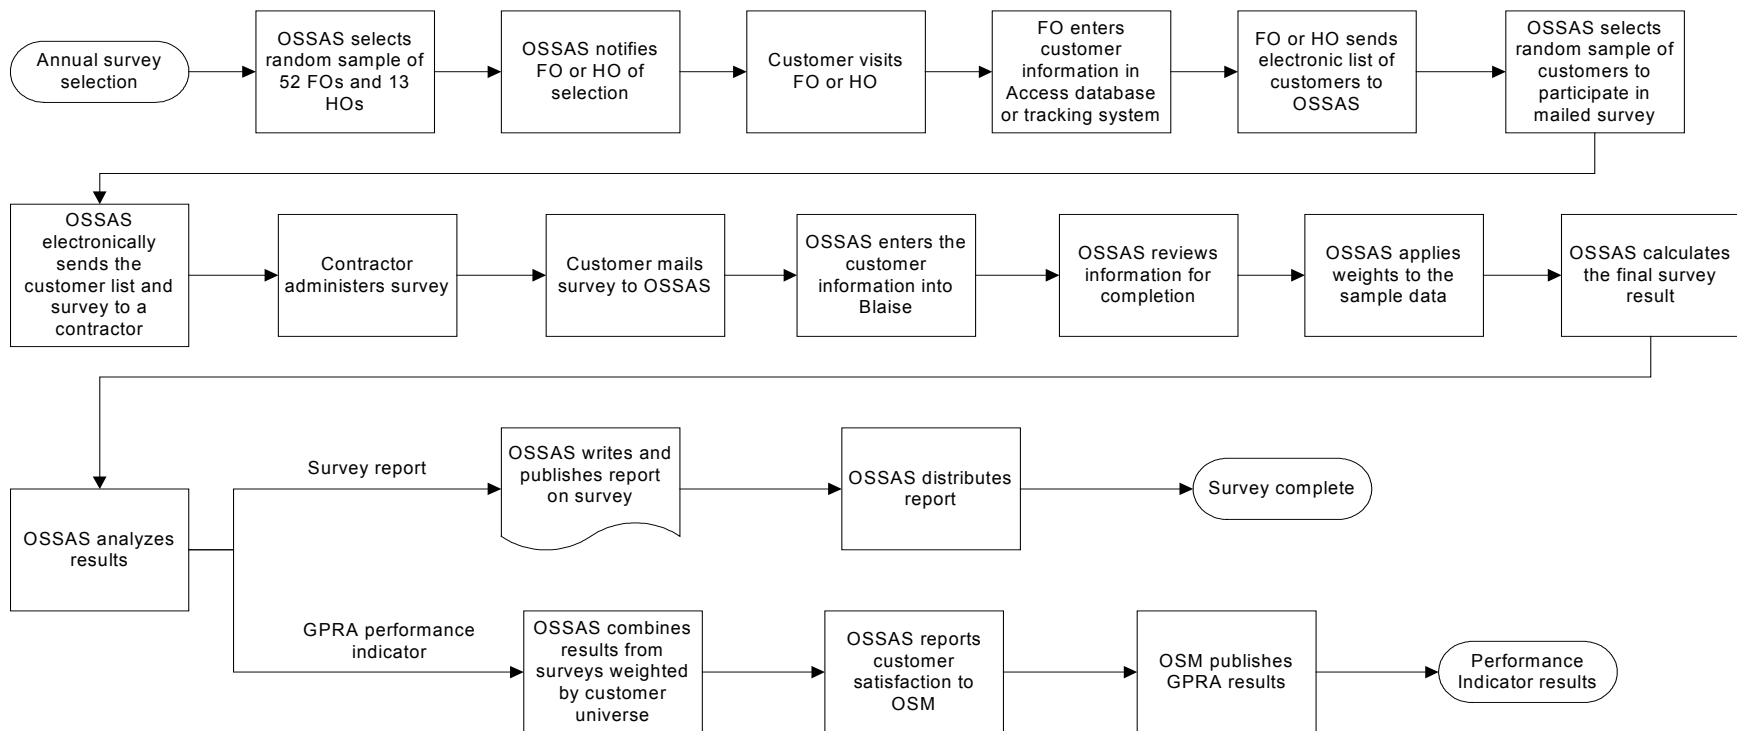 Annual survey
selection
OSSAS selects
random sample of
52 FOs and 13
HOs
OSSAS notifies
FO or HO of
selection
Customer visits
FO or HO
FO enters
customer
information in
Access database
or tracking system
FO or HO sends
electronic list of
customers to
OSSAS
OSSAS selects
random sample of
customers to
participate in
mailed survey
OSSAS
electronically
sends the
customer list and
survey to a
contractor
Contractor
administers survey
Customer mails
survey to OSSAS
OSSAS enters the
customer
information into
Blaise
OSSAS reviews
information for
completion
OSSAS applies
weights to the
sample data
OSSAS calculates
the final survey
result
OSSAS analyzes
results
Survey report
OSSAS writes and
publishes report
on survey
OSSAS distributes
report
Survey complete
GPRA performance
indicator
OSSAS combines
results from
surveys weighted
by customer
universe
OSSAS reports
customer
satisfaction to
OSM
OSM publishes
GPRA results
Performance
Indicator results